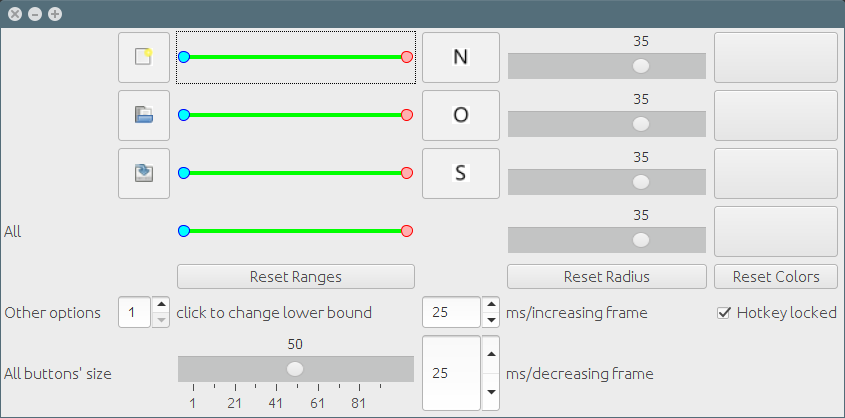 N 35
O 35
S 35
All 35
Reset Ranges Reset Radius Reset Colors
Other options 1 click to change lower bound 25 ms/increasing frame Hotkey locked
50
All buttons' size 25 ms/decreasing frame
1 21 41 61 81